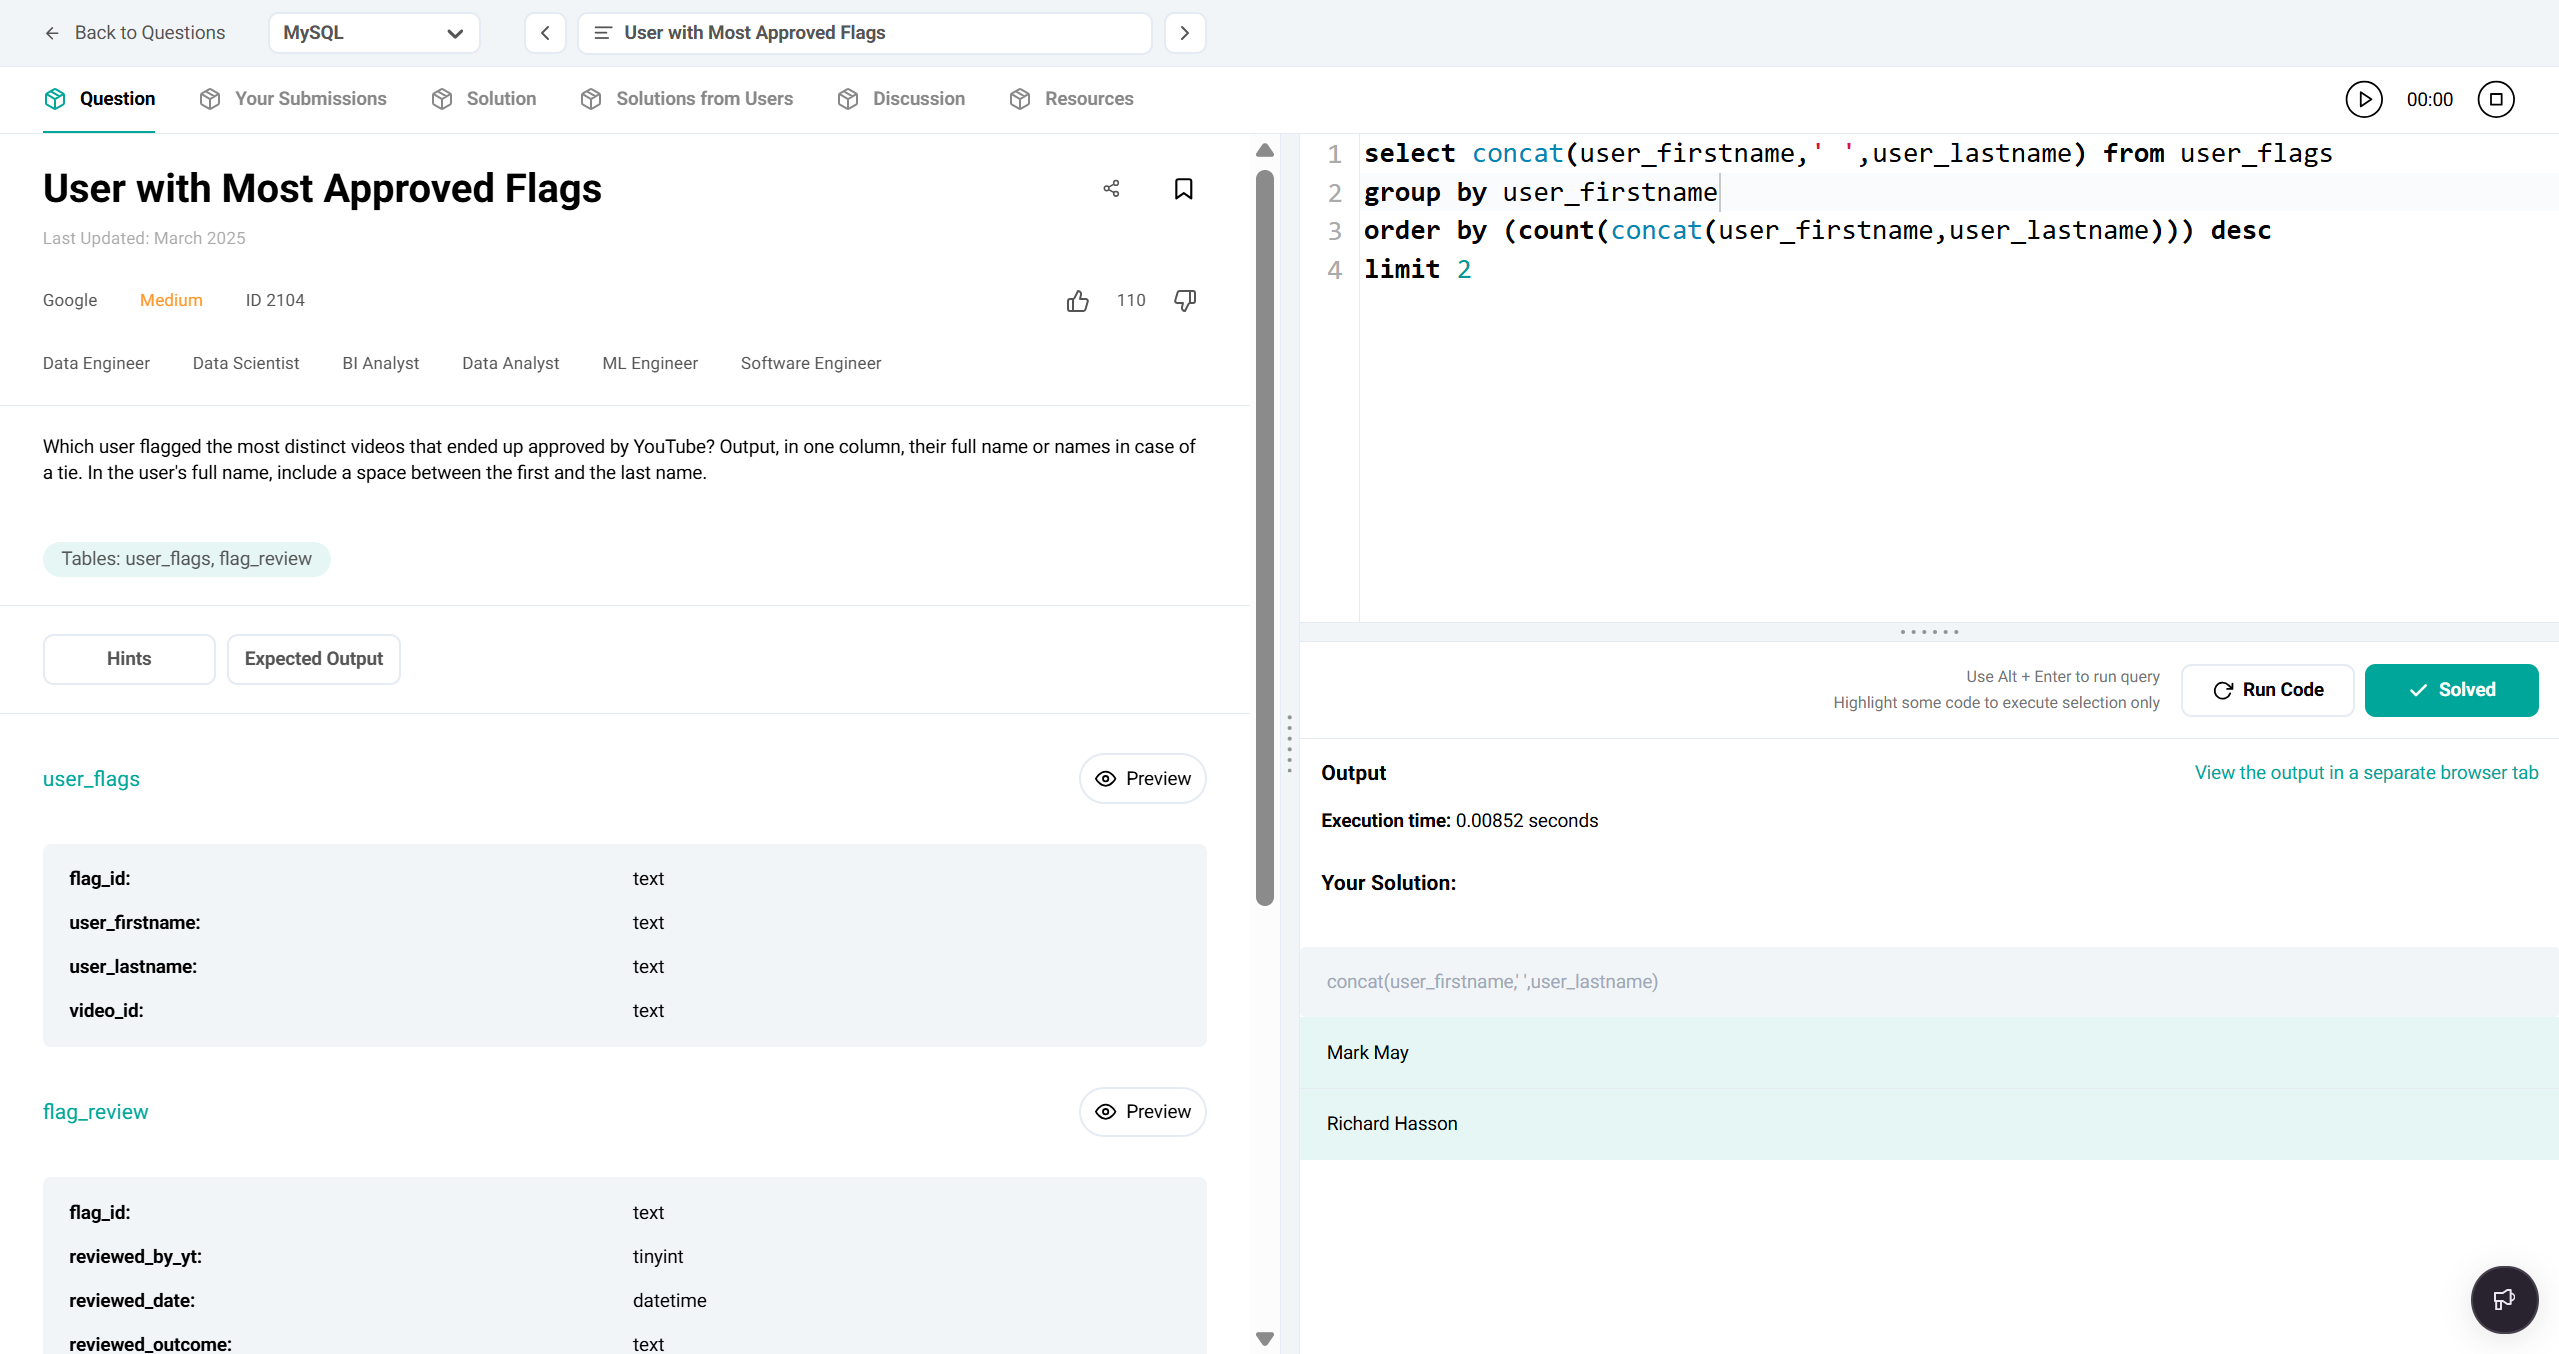 Back to Questions
MySQL
User with Most Approved Flags
Question
Your Submissions
Solution
Solutions from Users
Discussion
Resources
00:00
User with Most Approved Flags
Last Updated: March 2025
Google
Medium
ID 2104
110
Data Engineer
Data Scientist
BI Analyst
Data Analyst
ML Engineer
Software Engineer
Which user flagged the most distinct videos that ended up approved by YouTube? Output, in one column, their full name or names in case of
a tie. In the user's full name, include a space between the first and the last name.
Tables: user_flags, flag_review
Hints
Expected Output
user_flags
Preview
flag_id: text
user_firstname: text
user_lastname: text
video_id: text
flag_review
Preview
flag_id: text
reviewed_by_yt: tinyint
reviewed_date: datetime
reviewed_outcome: text
1 select concat(user_firstname,' ',user_lastname) from user_flags
2 group by user_firstname
3 order by (count(concat(user_firstname,user_lastname))) desc
4 limit 2
Use Alt + Enter to run query
Highlight some code to execute selection only
Run Code
Solved
Output
View the output in a separate browser tab
Execution time: 0.00852 seconds
Your Solution:
concat(user_firstname,' ',user_lastname)
Mark May
Richard Hasson